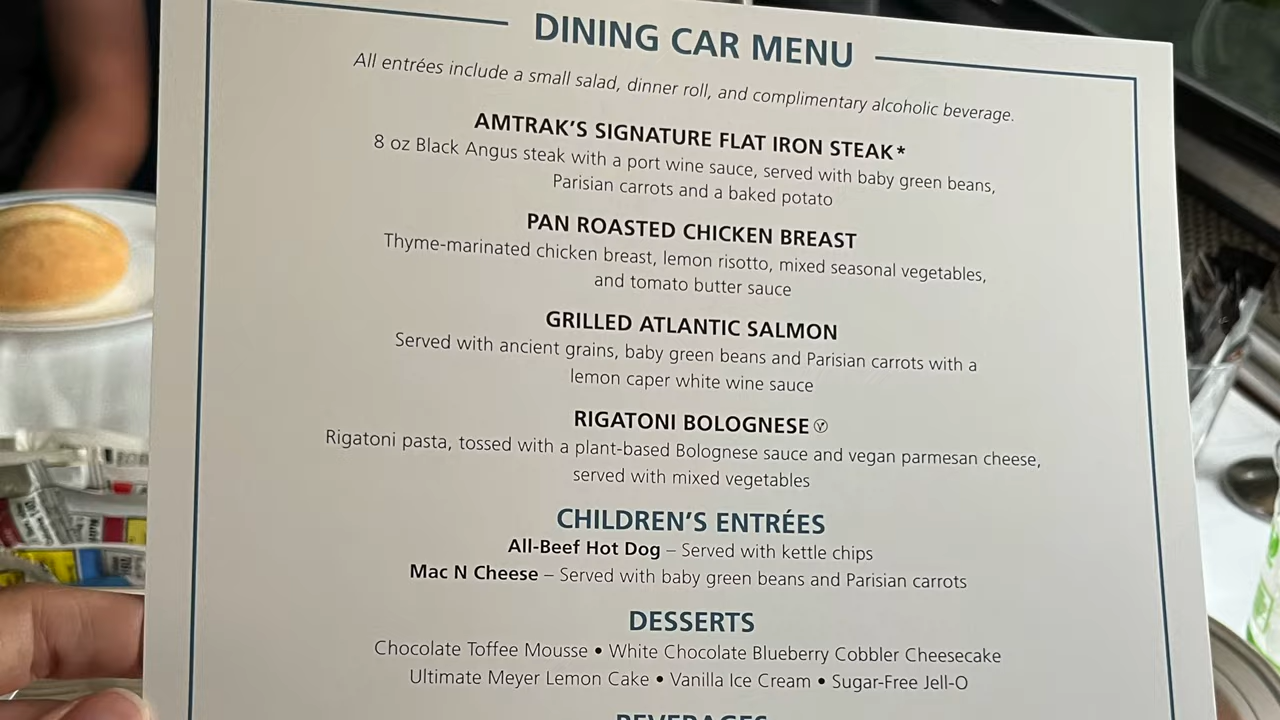 DINING CAR MENU
All entrées include a small salad, dinner roll, and complimentary alcoholic beverage.
AMTRAK'S SIGNATURE FLAT IRON STEAK*
8 oz Black Angus steak with a port wine sauce, served with baby green beans,
Parisian carrots and a baked potato
PAN ROASTED CHICKEN BREAST
Thyme-marinated chicken breast, lemon risotto, mixed seasonal vegetables,
and tomato butter sauce
GRILLED ATLANTIC SALMON
Served with ancient grains, baby green beans and Parisian carrots with a
lemon caper white wine sauce
RIGATONI BOLOGNESE Ⓥ
Rigatoni pasta, tossed with a plant-based Bolognese sauce and vegan parmesan cheese,
served with mixed vegetables
CHILDREN'S ENTRÉES
All-Beef Hot Dog – Served with kettle chips
Mac N Cheese – Served with baby green beans and Parisian carrots
DESSERTS
Chocolate Toffee Mousse • White Chocolate Blueberry Cobbler Cheesecake
Ultimate Meyer Lemon Cake • Vanilla Ice Cream • Sugar-Free Jell-O
BEVERAGES